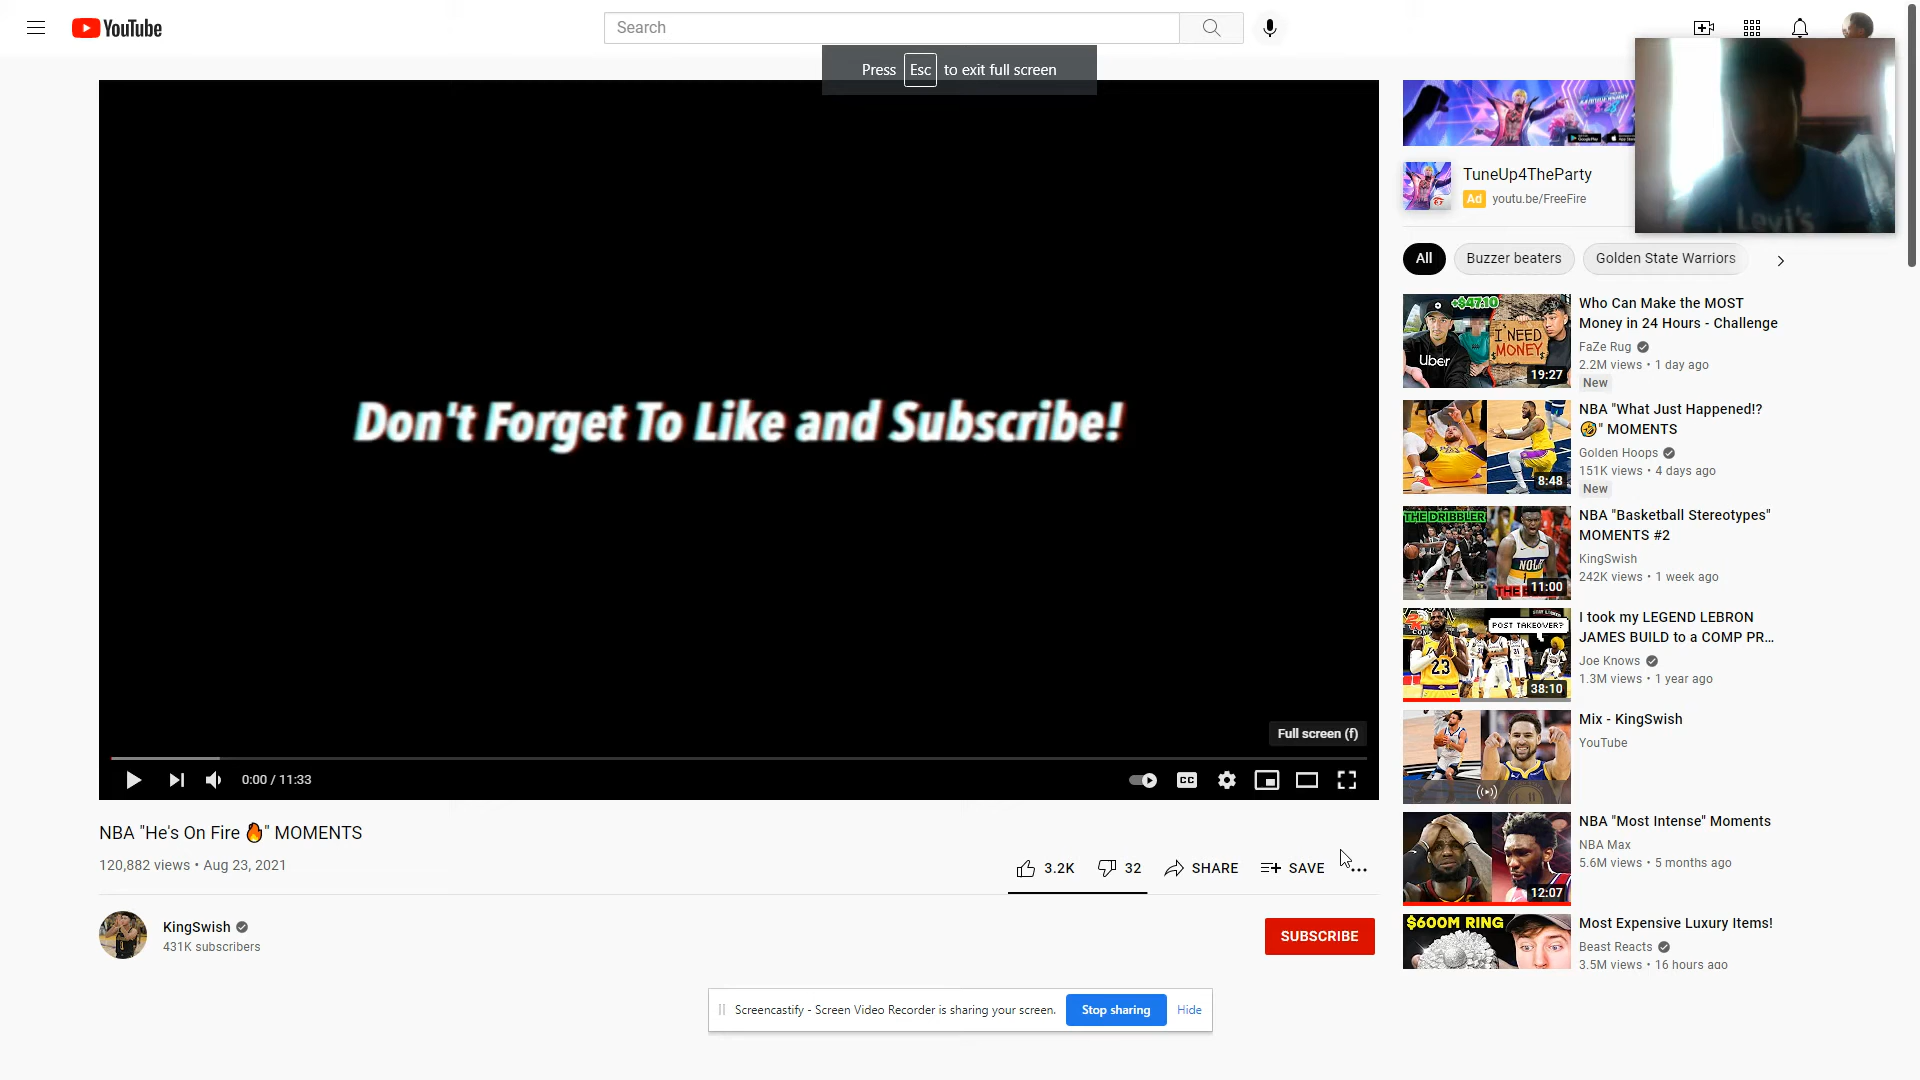 YouTube
Search
Press Esc to exit full screen
Don't Forget To Like and Subscribe!
Full screen (f)
0:00 / 11:33
CC
NBA "He's On Fire 🔥" MOMENTS
120,882 views • Aug 23, 2021
3.2K
32
SHARE
SAVE
KingSwish
431K subscribers
SUBSCRIBE
TuneUp4TheParty
Ad youtu.be/FreeFire
Levi's
All
Buzzer beaters
Golden State Warriors
+$47.10
I NEED
MONEY
Uber
19:27
Who Can Make the MOST
Money in 24 Hours - Challenge
FaZe Rug
2.2M views • 1 day ago
New
8:48
NBA "What Just Happened!?
🤣" MOMENTS
Golden Hoops
151K views • 4 days ago
New
THE DRIBBLER
11:00
NBA "Basketball Stereotypes"
MOMENTS #2
KingSwish
242K views • 1 week ago
POST TAKEOVER?
23
38:10
I took my LEGEND LEBRON
JAMES BUILD to a COMP PR...
Joe Knows
1.3M views • 1 year ago
Mix - KingSwish
YouTube
12:07
NBA "Most Intense" Moments
NBA Max
5.6M views • 5 months ago
$600M RING
Most Expensive Luxury Items!
Beast Reacts
3.5M views • 16 hours ago
Screencastify - Screen Video Recorder is sharing your screen.
Stop sharing
Hide